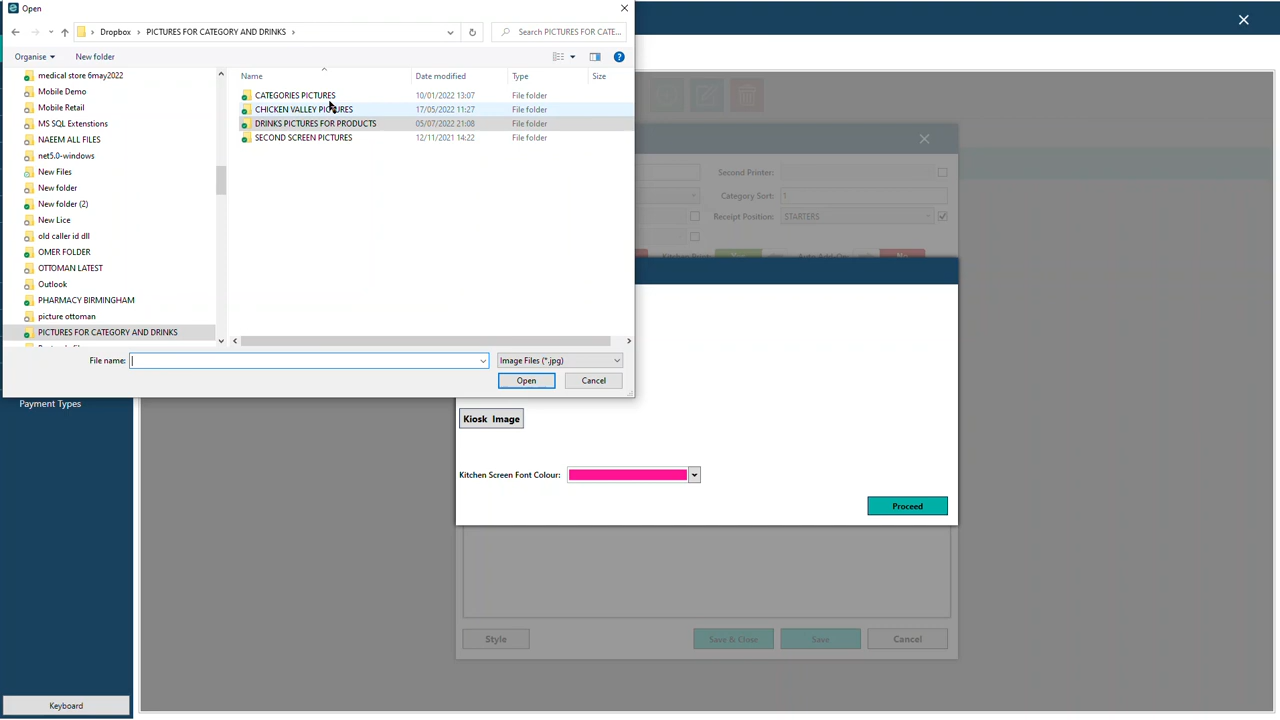 Open
Dropbox > PICTURES FOR CATEGORY AND DRINKS >
Search PICTURES FOR CATE...
Organise
New folder
medical store 6may2022
Mobile Demo
Mobile Retail
MS SQL Extenstions
NAEEM ALL FILES
net5.0-windows
New Files
New folder
New folder (2)
New Lice
old caller id dll
OMER FOLDER
OTTOMAN LATEST
Outlook
PHARMACY BIRMINGHAM
picture ottoman
PICTURES FOR CATEGORY AND DRINKS
Name Date modified Type Size
CATEGORIES PICTURES 10/01/2022 13:07 File folder
CHICKEN VALLEY PICTURES 17/05/2022 11:27 File folder
DRINKS PICTURES FOR PRODUCTS 05/07/2022 21:08 File folder
SECOND SCREEN PICTURES 12/11/2021 14:22 File folder
File name:
Image Files (*.jpg)
Open
Cancel
Second Printer:
Category Sort: 1
Receipt Position: STARTERS
Payment Types
Kiosk Image
Kitchen Screen Font Colour:
Proceed
Style
Save & Close
Save
Cancel
Keyboard